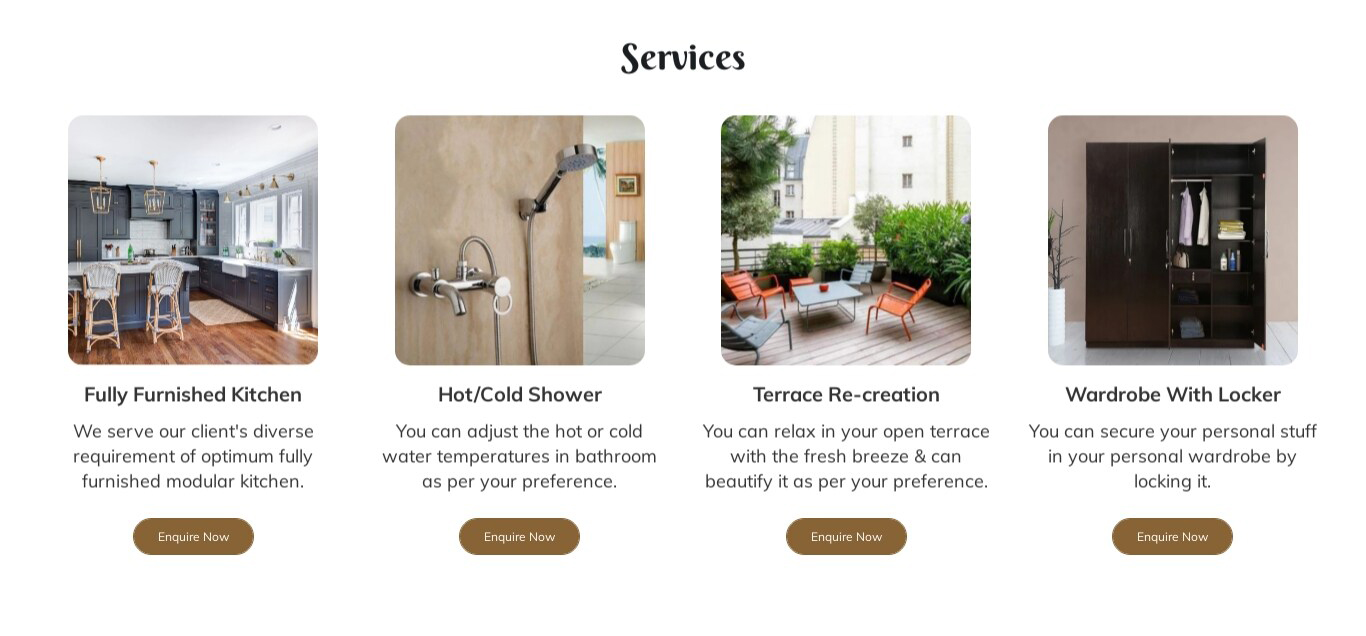 Services
Fully Furnished Kitchen
We serve our client's diverse
requirement of optimum fully
furnished modular kitchen.
Enquire Now
Hot/Cold Shower
You can adjust the hot or cold
water temperatures in bathroom
as per your preference.
Enquire Now
Terrace Re-creation
You can relax in your open terrace
with the fresh breeze & can
beautify it as per your preference.
Enquire Now
Wardrobe With Locker
You can secure your personal stuff
in your personal wardrobe by
locking it.
Enquire Now